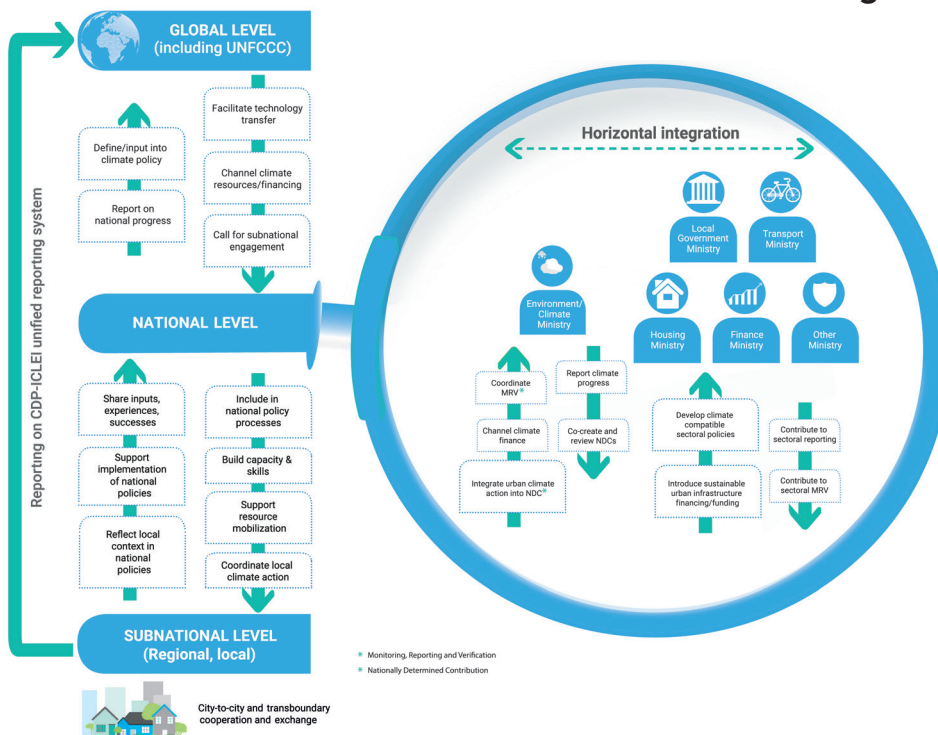 GLOBAL LEVEL
(including UNFCCC)
Facilitate technology
transfer
Define/input into
climate policy
Channel climate
resources/financing
Report on
national progress
Call for subnational
engagement
NATIONAL LEVEL
Share inputs,
experiences,
successes
Include in
national policy
processes
Support
implementation
of national
policies
Build capacity &
skills
Support
resource
mobilization
Reflect local
context in
national
policies
Coordinate local
climate action
SUBNATIONAL LEVEL
(Regional, local)
City-to-city and transboundary
cooperation and exchange
Reporting on CDP-ICLEI unified reporting system
Horizontal integration
Local
Government
Ministry
Transport
Ministry
Environment/
Climate
Ministry
Housing
Ministry
Finance
Ministry
Other
Ministry
Coordinate
MRV*
Report climate
progress
Channel climate
finance
Co-create and
review NDCs
Integrate urban climate
action into NDC*
Develop climate
compatible
sectoral policies
Contribute to
sectoral reporting
Introduce sustainable
urban infrastructure
financing/funding
Contribute to
sectoral MRV
* Monitoring, Reporting and Verification
* Nationally Determined Contribution